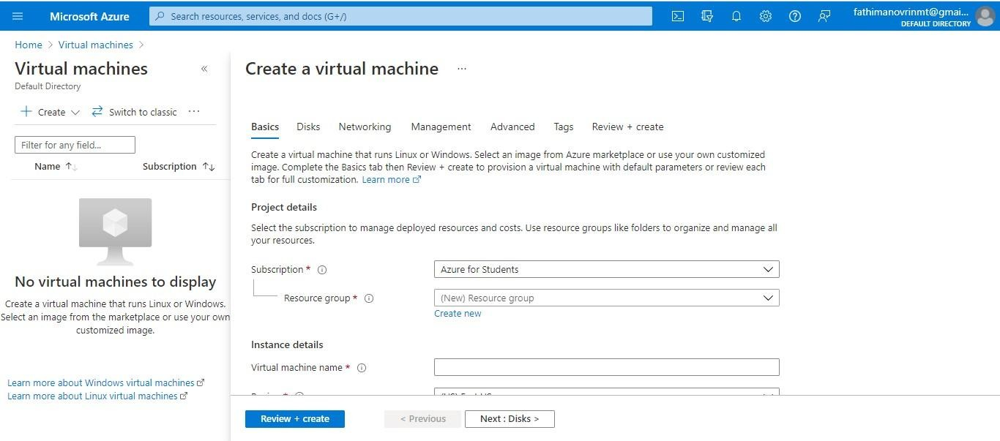 Microsoft Azure
Search resources, services, and docs (G+/)
fathimanovrinmt@gmai...
DEFAULT DIRECTORY
Home > Virtual machines >
Virtual machines
Default Directory
«
+ Create
Switch to classic
...
Filter for any field...
Name
Subscription
No virtual machines to display
Create a virtual machine that runs Linux or Windows.
Select an image from the marketplace or use your own
customized image.
Learn more about Windows virtual machines
Learn more about Linux virtual machines
Create a virtual machine ...
Basics Disks Networking Management Advanced Tags Review + create
Create a virtual machine that runs Linux or Windows. Select an image from Azure marketplace or use your own customized
image. Complete the Basics tab then Review + create to provision a virtual machine with default parameters or review each
tab for full customization. Learn more
Project details
Select the subscription to manage deployed resources and costs. Use resource groups like folders to organize and manage all
your resources.
Subscription *
Azure for Students
Resource group *
(New) Resource group
Create new
Instance details
Virtual machine name *
Review + create
< Previous
Next : Disks >